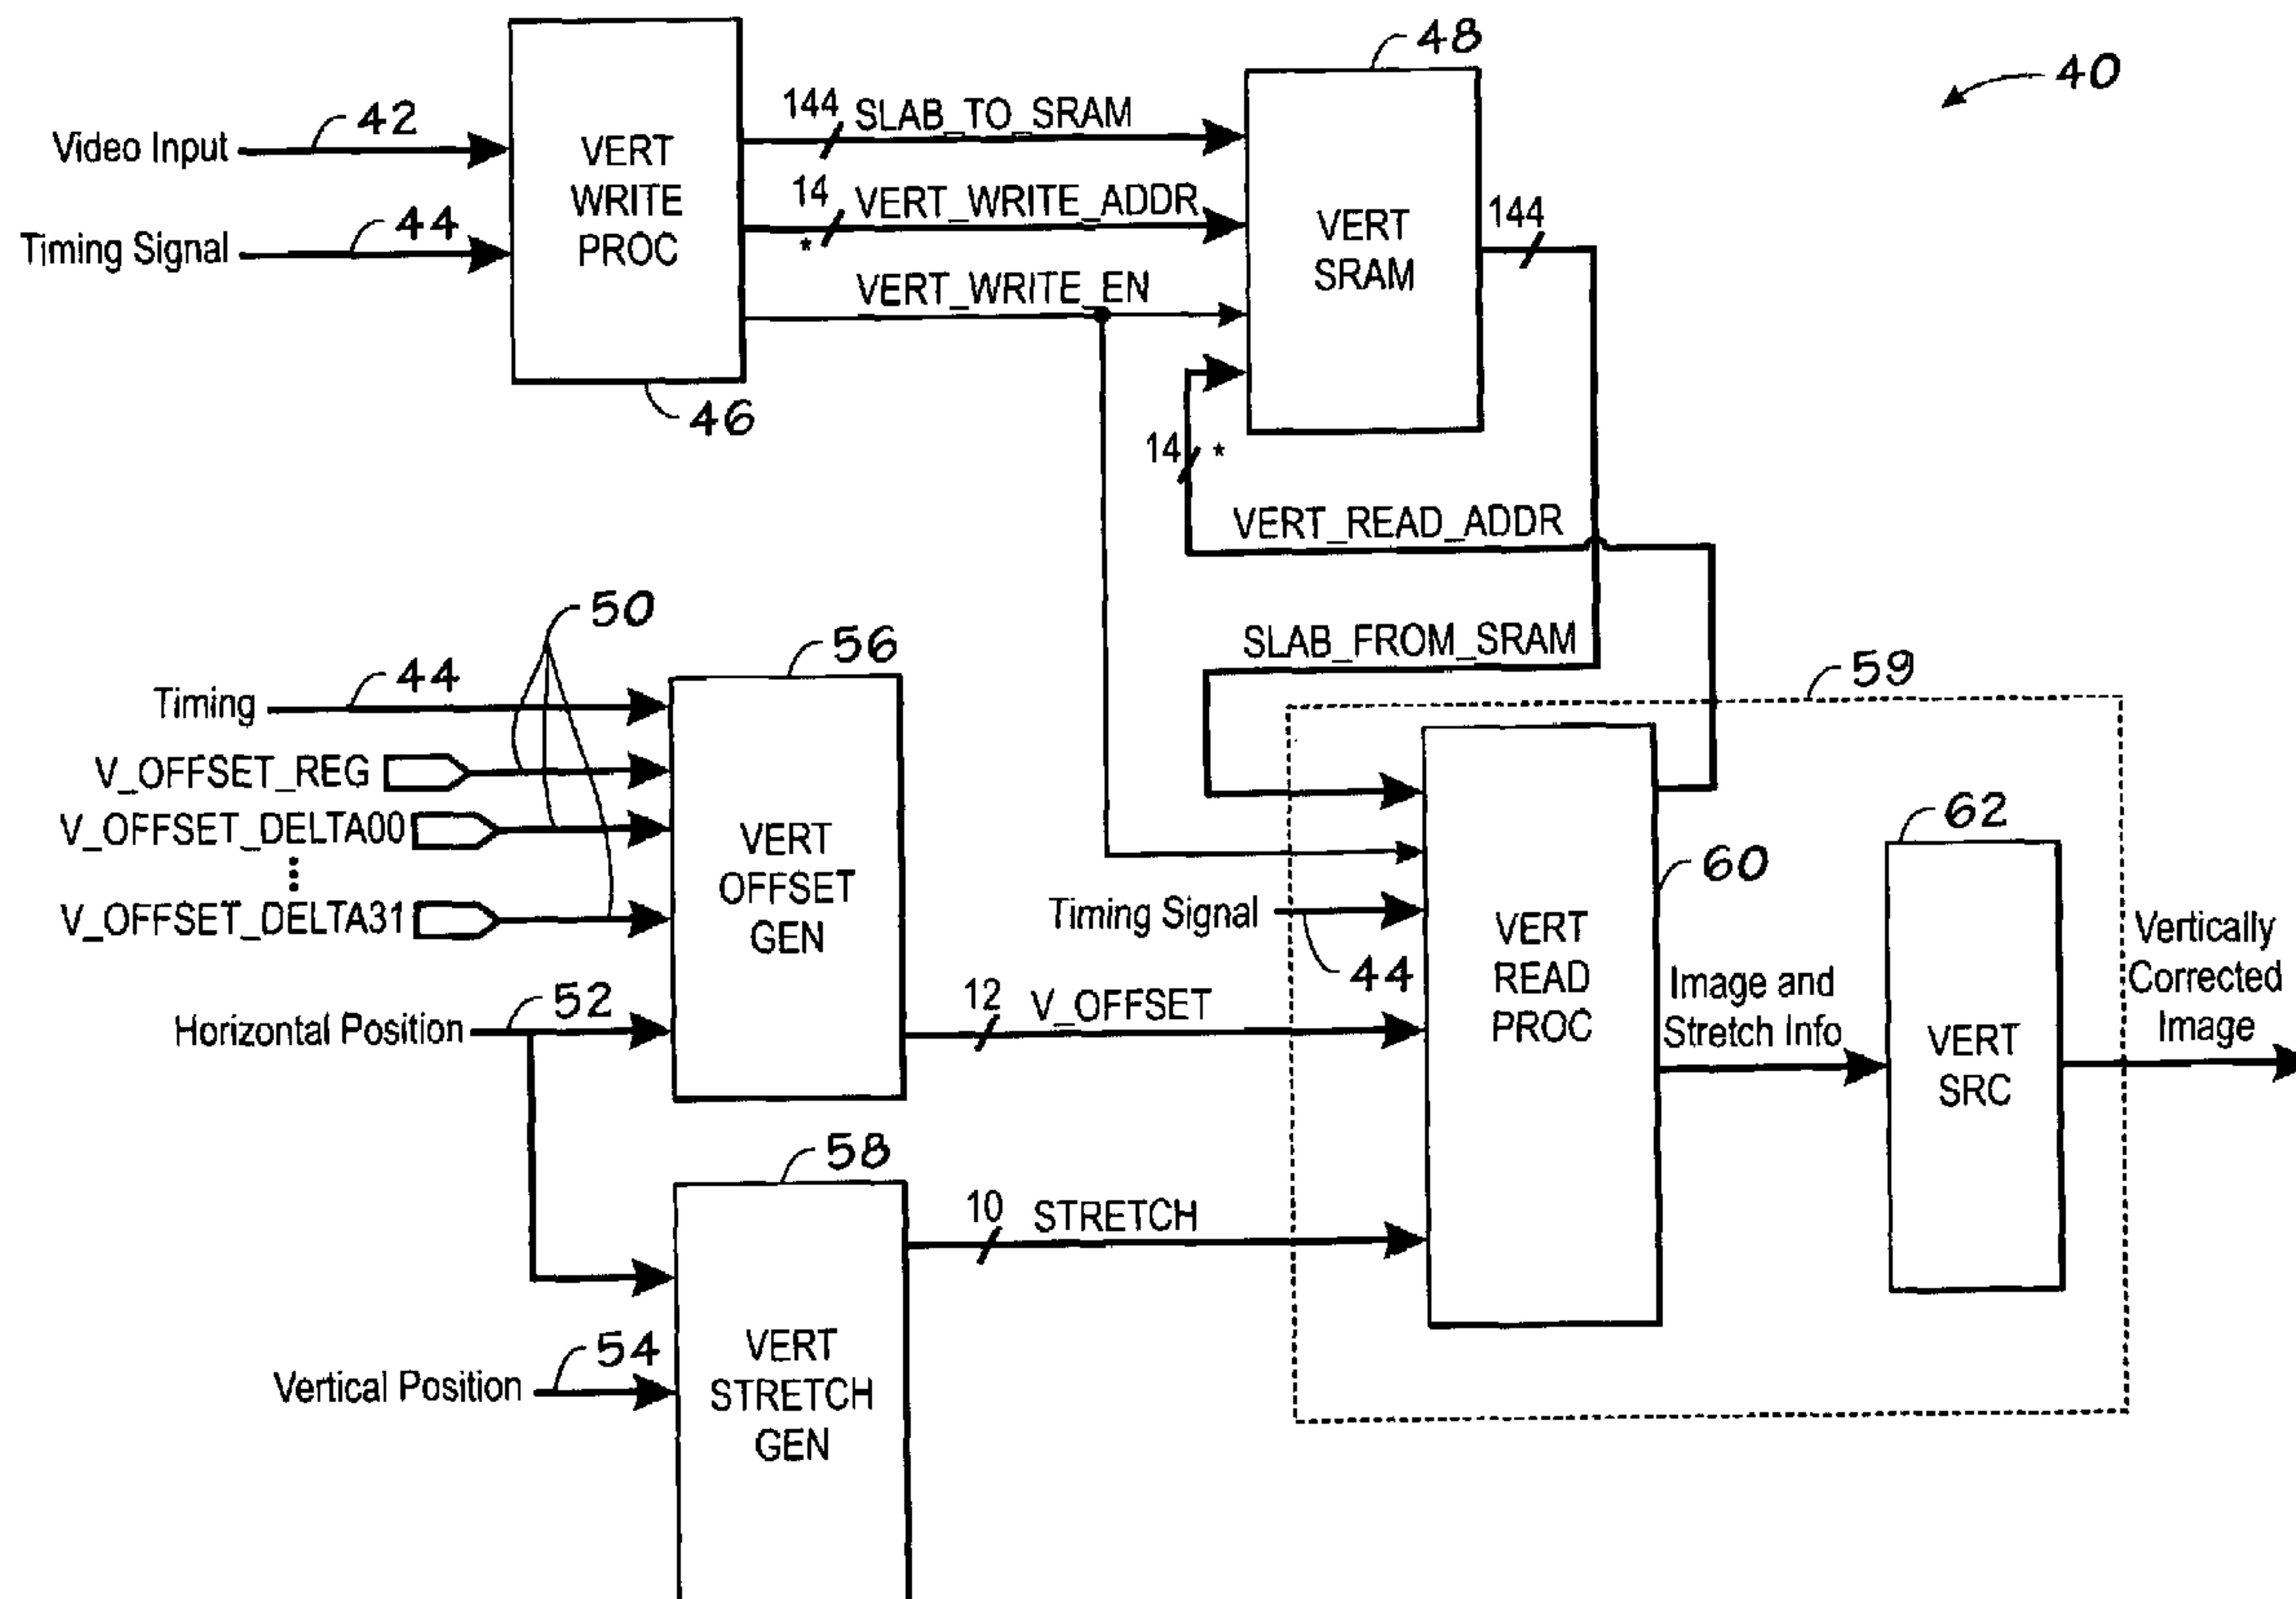 40
Video Input
42
Timing Signal
44
VERT
WRITE
PROC
46
144 SLAB_TO_SRAM
14 VERT_WRITE_ADDR
*
VERT_WRITE_EN
48
VERT
SRAM
144
14 *
VERT_READ_ADDR
SLAB_FROM_SRAM
50
Timing
44
V_OFFSET_REG
V_OFFSET_DELTA00
V_OFFSET_DELTA31
Horizontal Position
52
56
VERT
OFFSET
GEN
12 V_OFFSET
Vertical Position
54
58
VERT
STRETCH
GEN
10 STRETCH
59
Timing Signal
44
VERT
READ
PROC
60
Image and
Stretch Info
62
VERT
SRC
Vertically
Corrected
Image